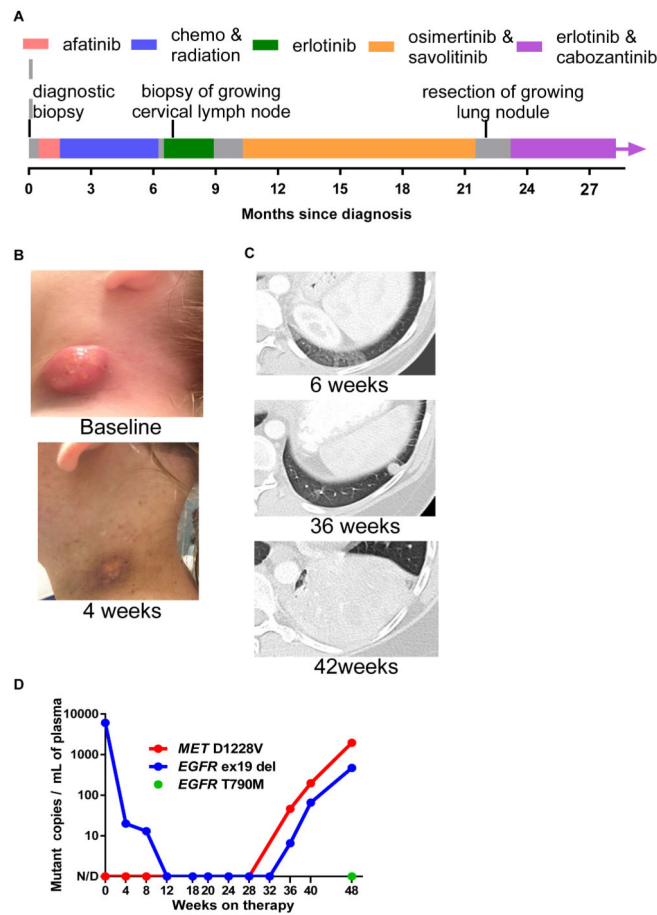 A
afatinib
chemo &
radiation
erlotinib
osimertinib &
savolitinib
erlotinib &
cabozantinib
diagnostic
biopsy
biopsy of growing
cervical lymph node
resection of growing
lung nodule
0 3 6 9 12 15 18 21 24 27
Months since diagnosis
B
Baseline
4 weeks
C
6 weeks
36 weeks
42weeks
D
Mutant copies / mL of plasma
10000
1000
100
10
N/D
MET D1228V
EGFR ex19 del
EGFR T790M
0 4 8 12 18 20 24 28 32 36 40 48
Weeks on therapy